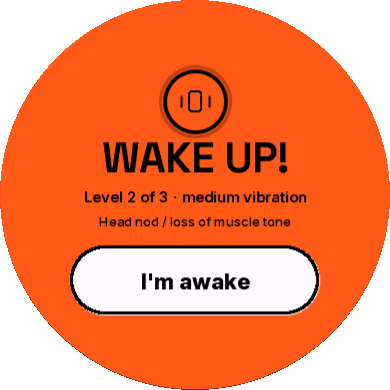 WAKE UP!
Level 2 of 3 · medium vibration
Head nod / loss of muscle tone
I'm awake